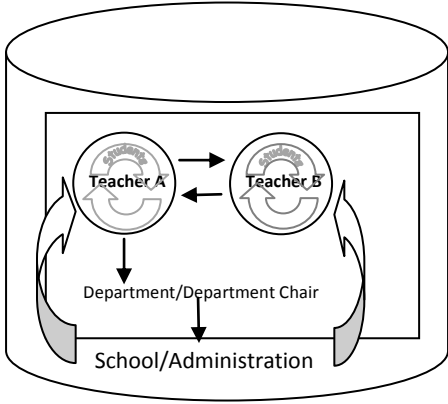 Students Students
Teacher A Teacher B
Department/Department Chair
School/Administration